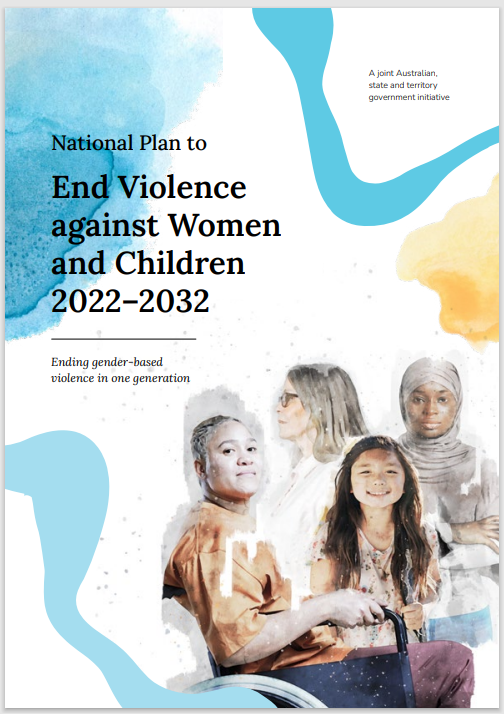 A joint Australian,
state and territory
government initiative
National Plan to
End Violence
against Women
and Children
2022–2032
Ending gender-based
violence in one generation